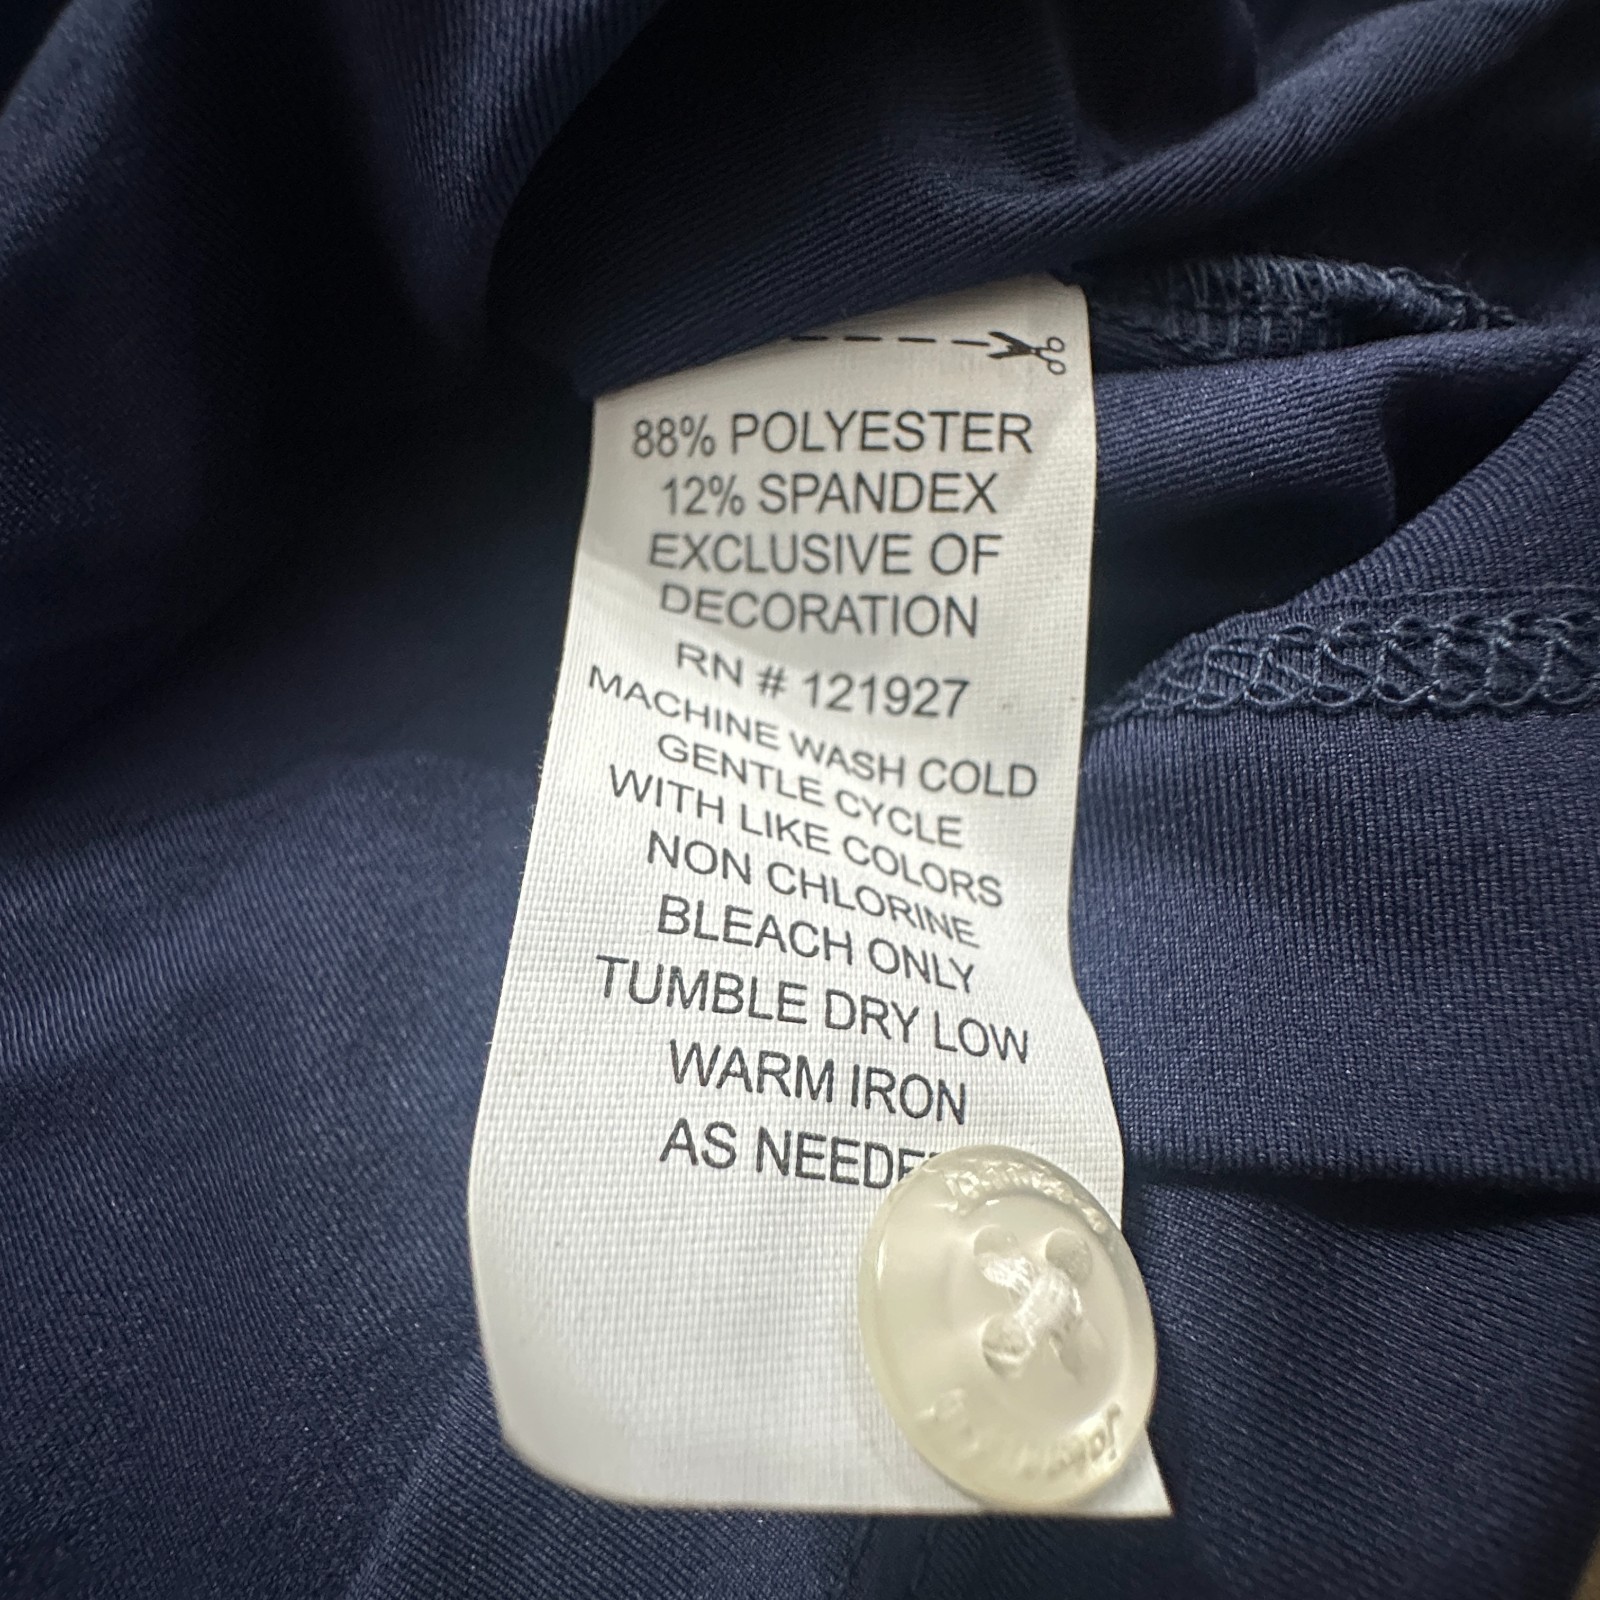 88% POLYESTER
12% SPANDEX
EXCLUSIVE OF
DECORATION
RN # 121927
MACHINE WASH COLD
GENTLE CYCLE
WITH LIKE COLORS
NON CHLORINE
BLEACH ONLY
TUMBLE DRY LOW
WARM IRON
AS